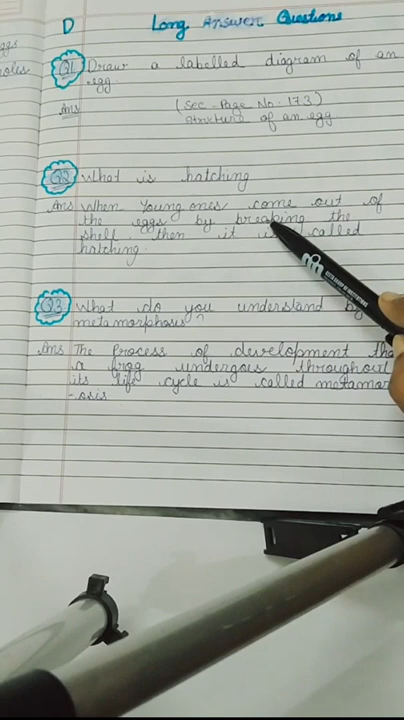 ggs
oles
D Long Answer Questions
Q1 Draw a labelled diagram of an
egg.
Ans (See - Page No - 173)
Structure of an egg
Q2 What is hatching
Ans When young ones come out of
the eggs by breaking the
shell then it is called
hatching.
Q3 What do you understand by
metamorphosis?
Ans The Process of development tha
a frog undergoes throughout
its life cycle is called metamor
-osis